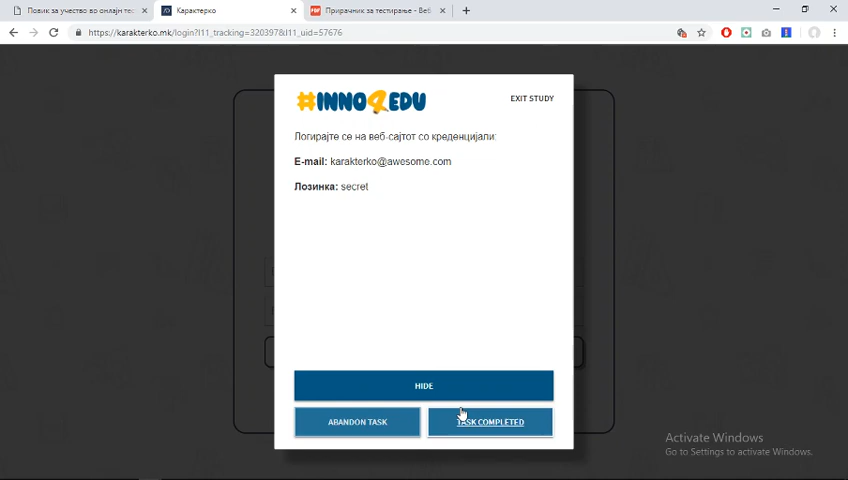 Повик за учество во онлајн те
Карактерко
Прирачник за тестирање - Веб
https://karakterko.mk/login?l11_tracking=320397&l11_uid=57676
#INNO4EDU
EXIT STUDY
Логирајте се на веб-сајтот со креденцијали:
E-mail: karakterko@awesome.com
Лозинка: secret
HIDE
ABANDON TASK
TASK COMPLETED
Activate Windows
Go to Settings to activate Windows.